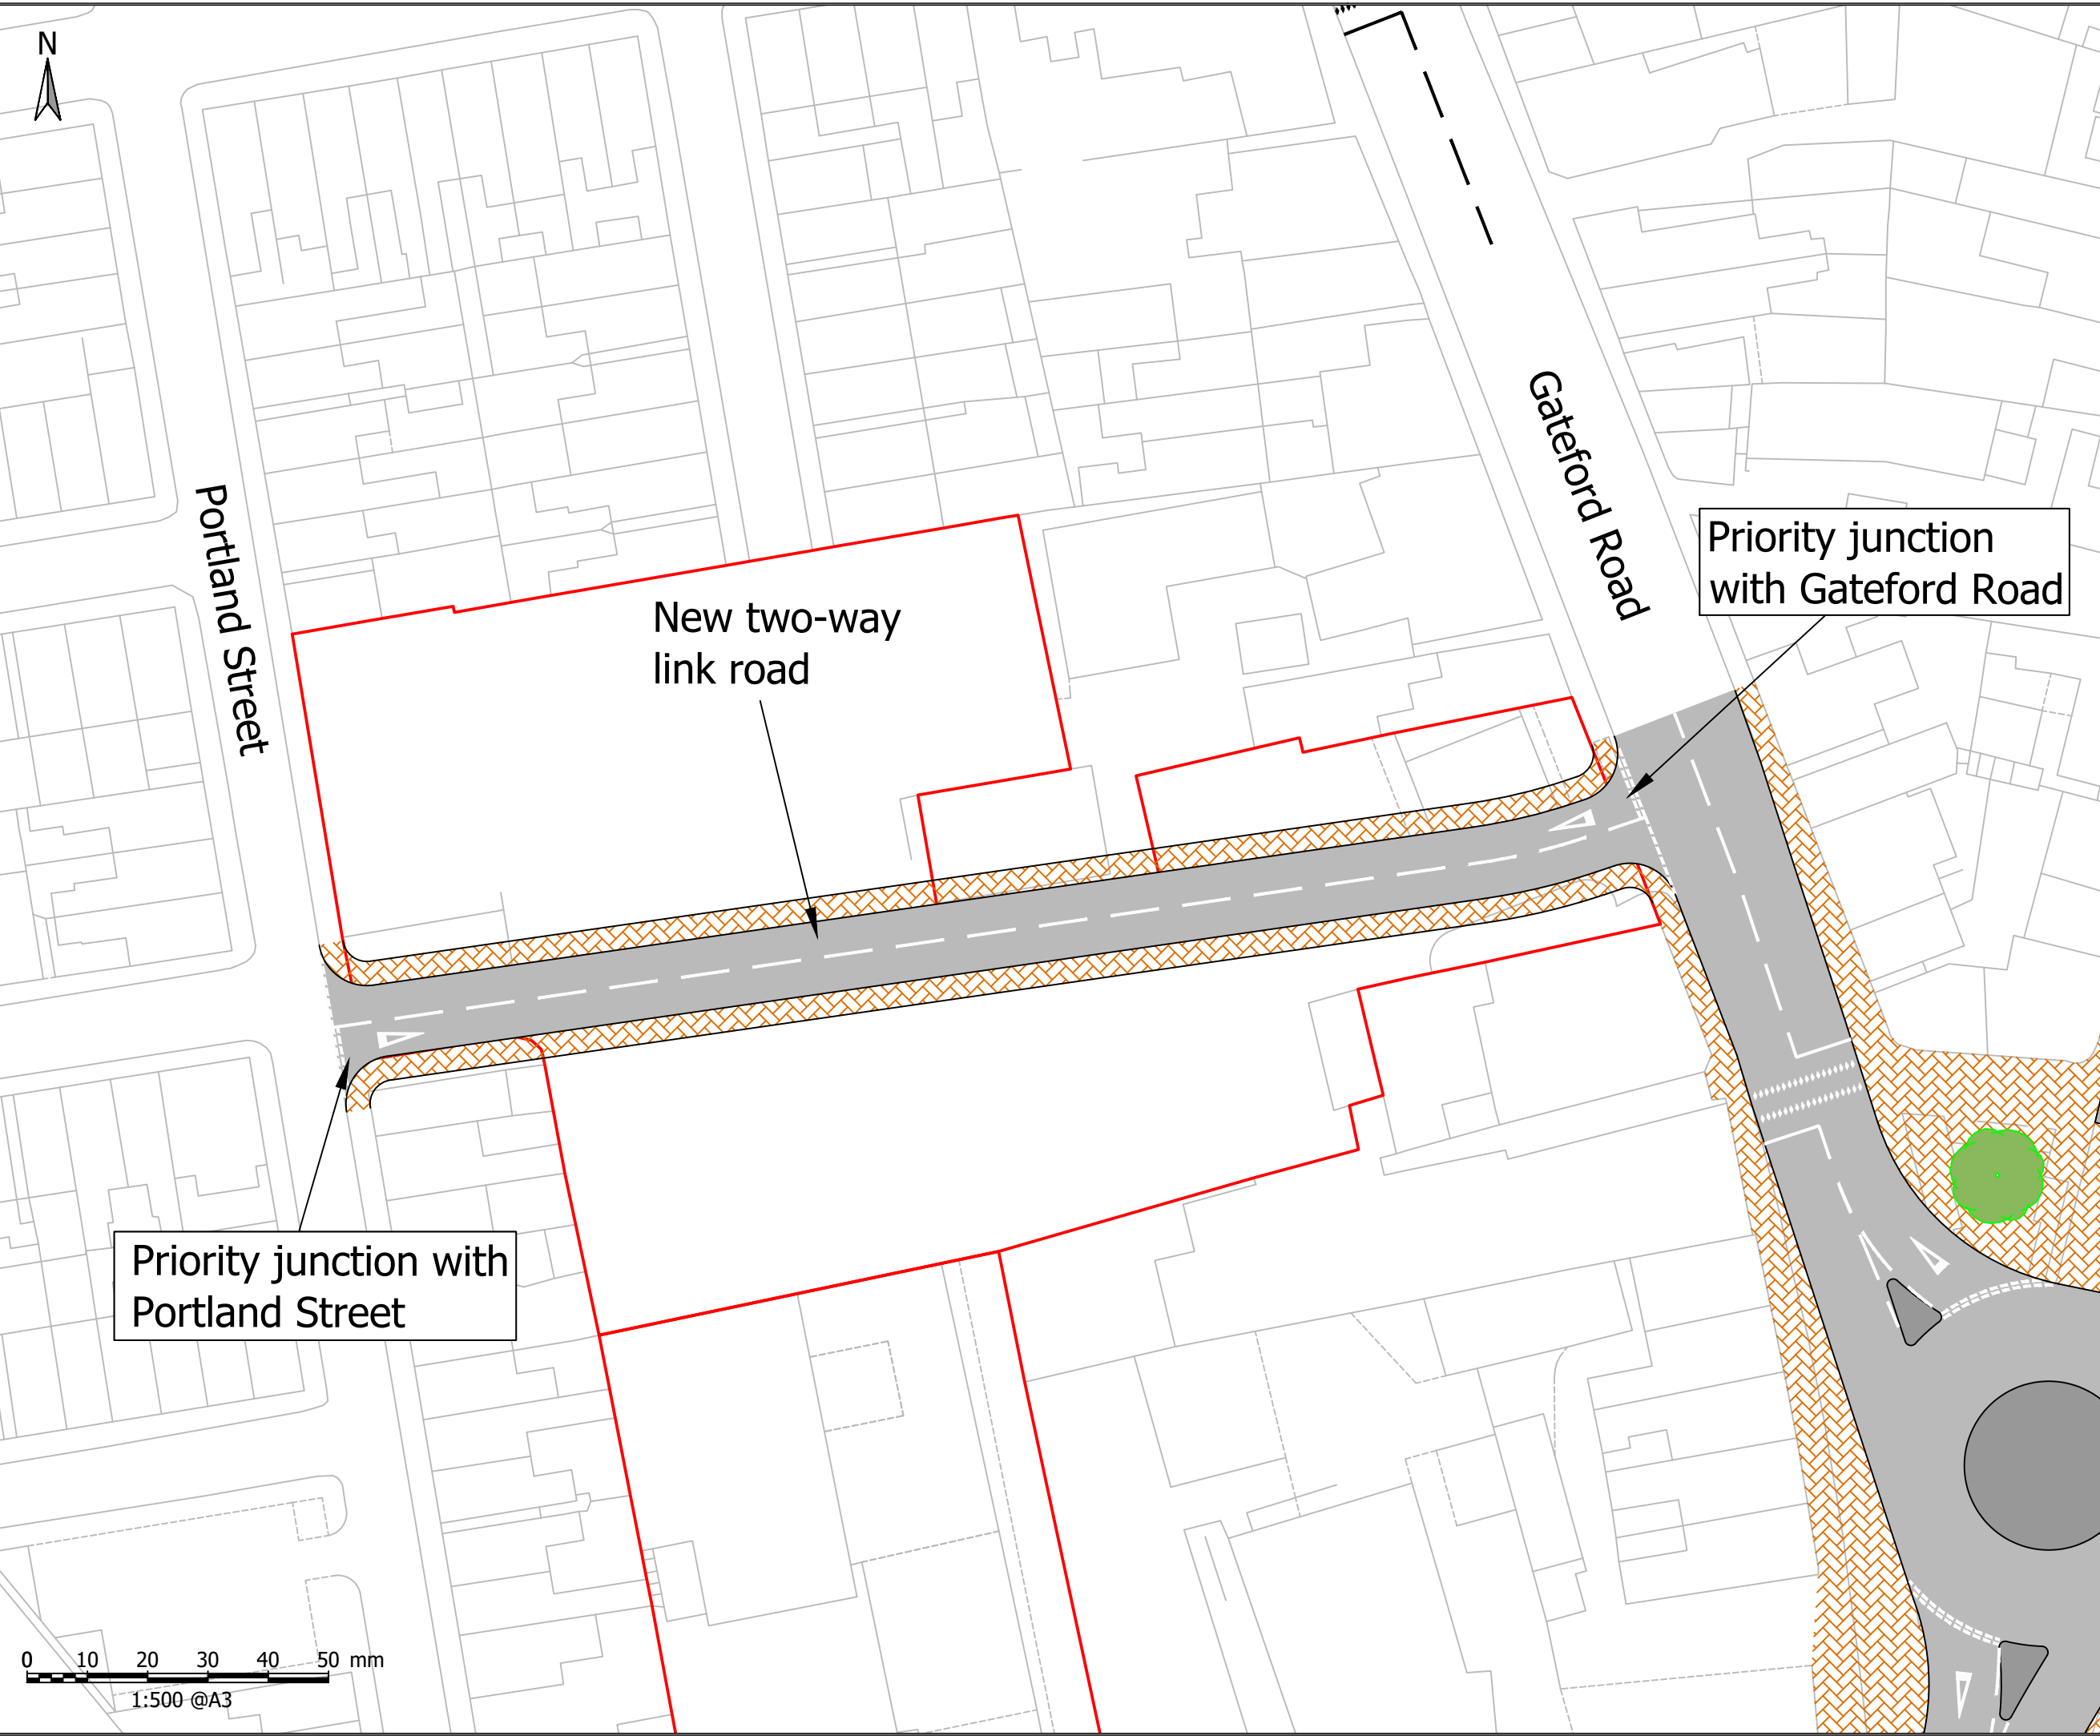 N
Gateford Road
Portland Street
Priority junction
with Gateford Road
New two-way
link road
Priority junction with
Portland Street
0 10 20 30 40 50 mm
1:500 @A3